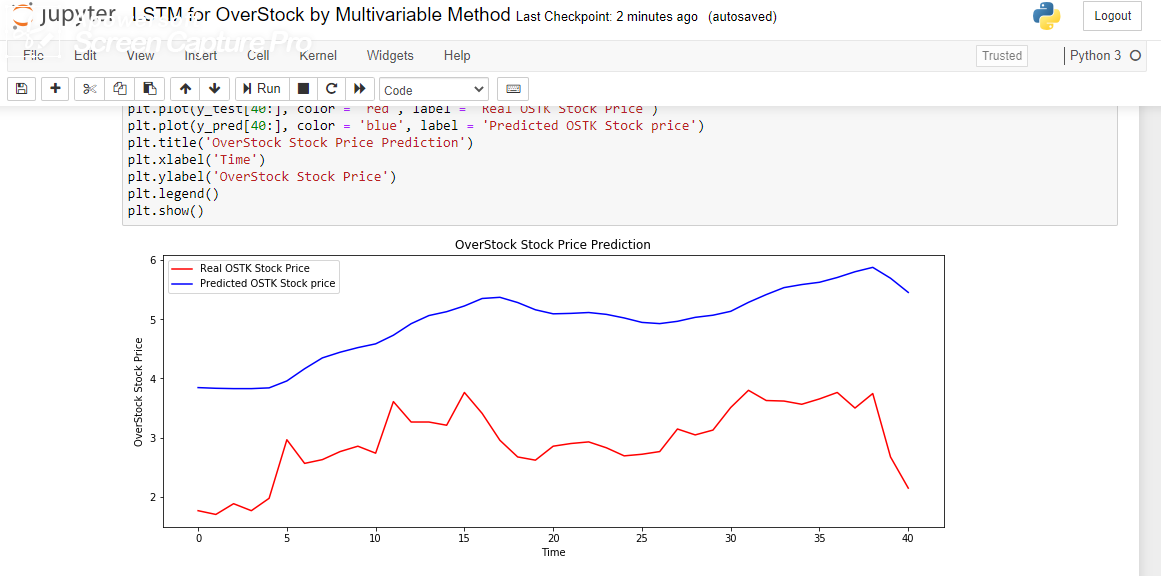 jupyter LSTM for OverStock by Multivariable Method Last Checkpoint: 2 minutes ago (autosaved)
Logout
Screen Capture Pro
File Edit View Insert Cell Kernel Widgets Help
Trusted Python 3
Run Code
plt.plot(y_test[40:], color = 'red', label = 'Real OSTK Stock Price')
plt.plot(y_pred[40:], color = 'blue', label = 'Predicted OSTK Stock price')
plt.title('OverStock Stock Price Prediction')
plt.xlabel('Time')
plt.ylabel('OverStock Stock Price')
plt.legend()
plt.show()
OverStock Stock Price Prediction
Real OSTK Stock Price
Predicted OSTK Stock price
OverStock Stock Price
6
5
4
3
2
0 5 10 15 20 25 30 35 40
Time